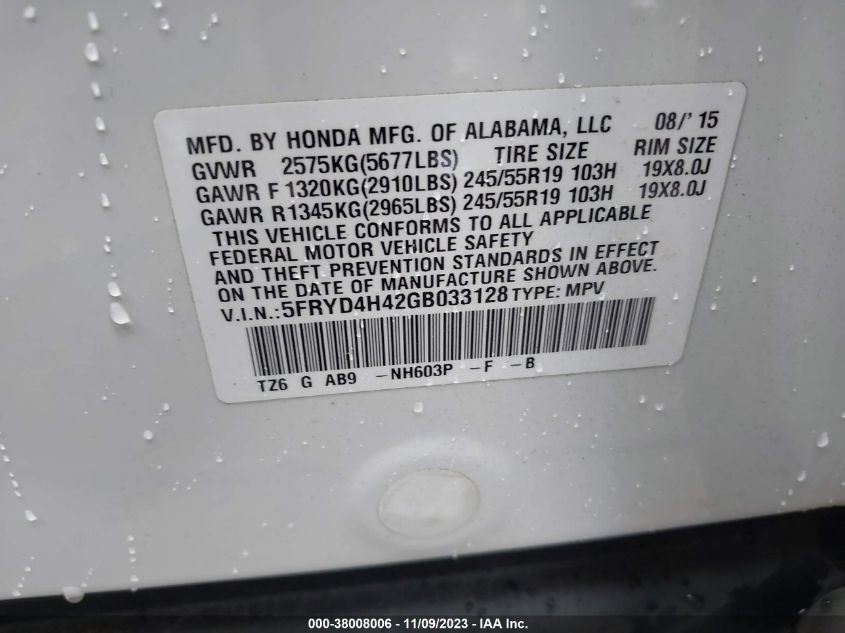 MFD. BY HONDA MFG. OF ALABAMA, LLC 08/' 15
GVWR 2575KG(5677LBS) TIRE SIZE RIM SIZE
GAWR F 1320KG(2910LBS) 245/55R19 103H 19X8.0J
GAWR R1345KG(2965LBS) 245/55R19 103H 19X8.0J
THIS VEHICLE CONFORMS TO ALL APPLICABLE
FEDERAL MOTOR VEHICLE SAFETY
AND THEFT PREVENTION STANDARDS IN EFFECT
ON THE DATE OF MANUFACTURE SHOWN ABOVE.
V.I.N.:5FRYD4H42GB033128 TYPE: MPV
TZ6 G AB9 -NH603P -F -B
000-38008006 - 11/09/2023 - IAA Inc.